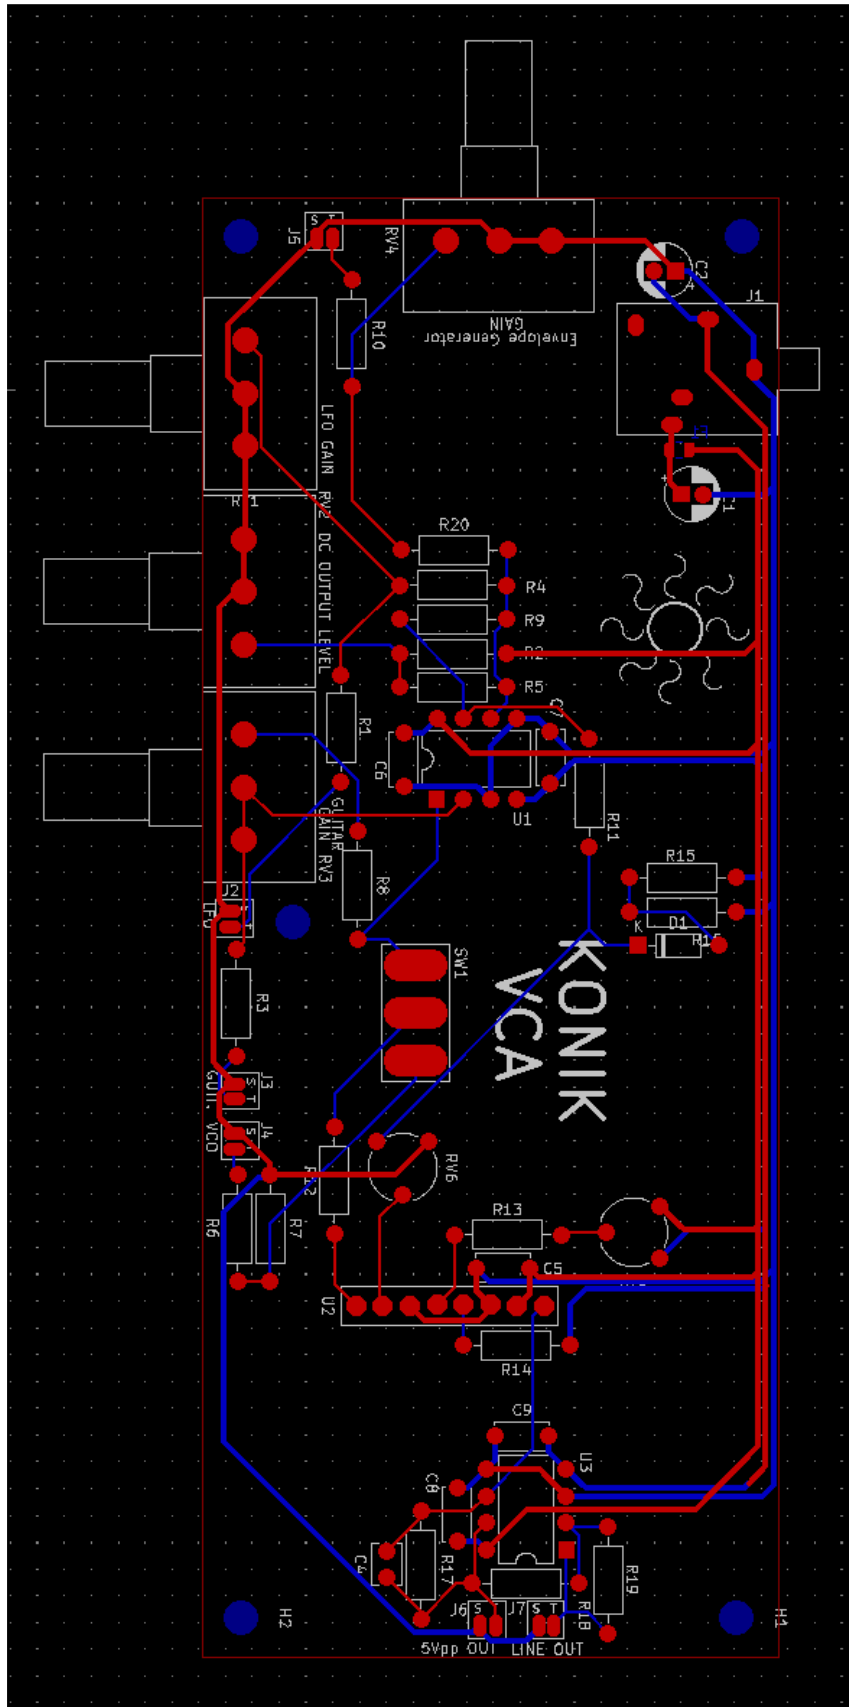 S T
J5
RV4
C2
J1
R10
Envelope Generator
GAIN
LFO GAIN
RV2
DC OUTPUT LEVEL
R20
R4
R9
R2
R5
C7
R1
C6
U1
R11
GUITAR
GAIN
RV3
R8
R15
D1
K
J2
LFO
SW1
KONIK
VCA
R3
J3
S T
GUIT.
J4
VCO
R12
RV6
R6
R7
R13
C5
U2
R14
C9
U3
C8
C4
R17
R19
R18
J6
S
J7
S T
H2
H1
5Vpp OUT
LINE OUT